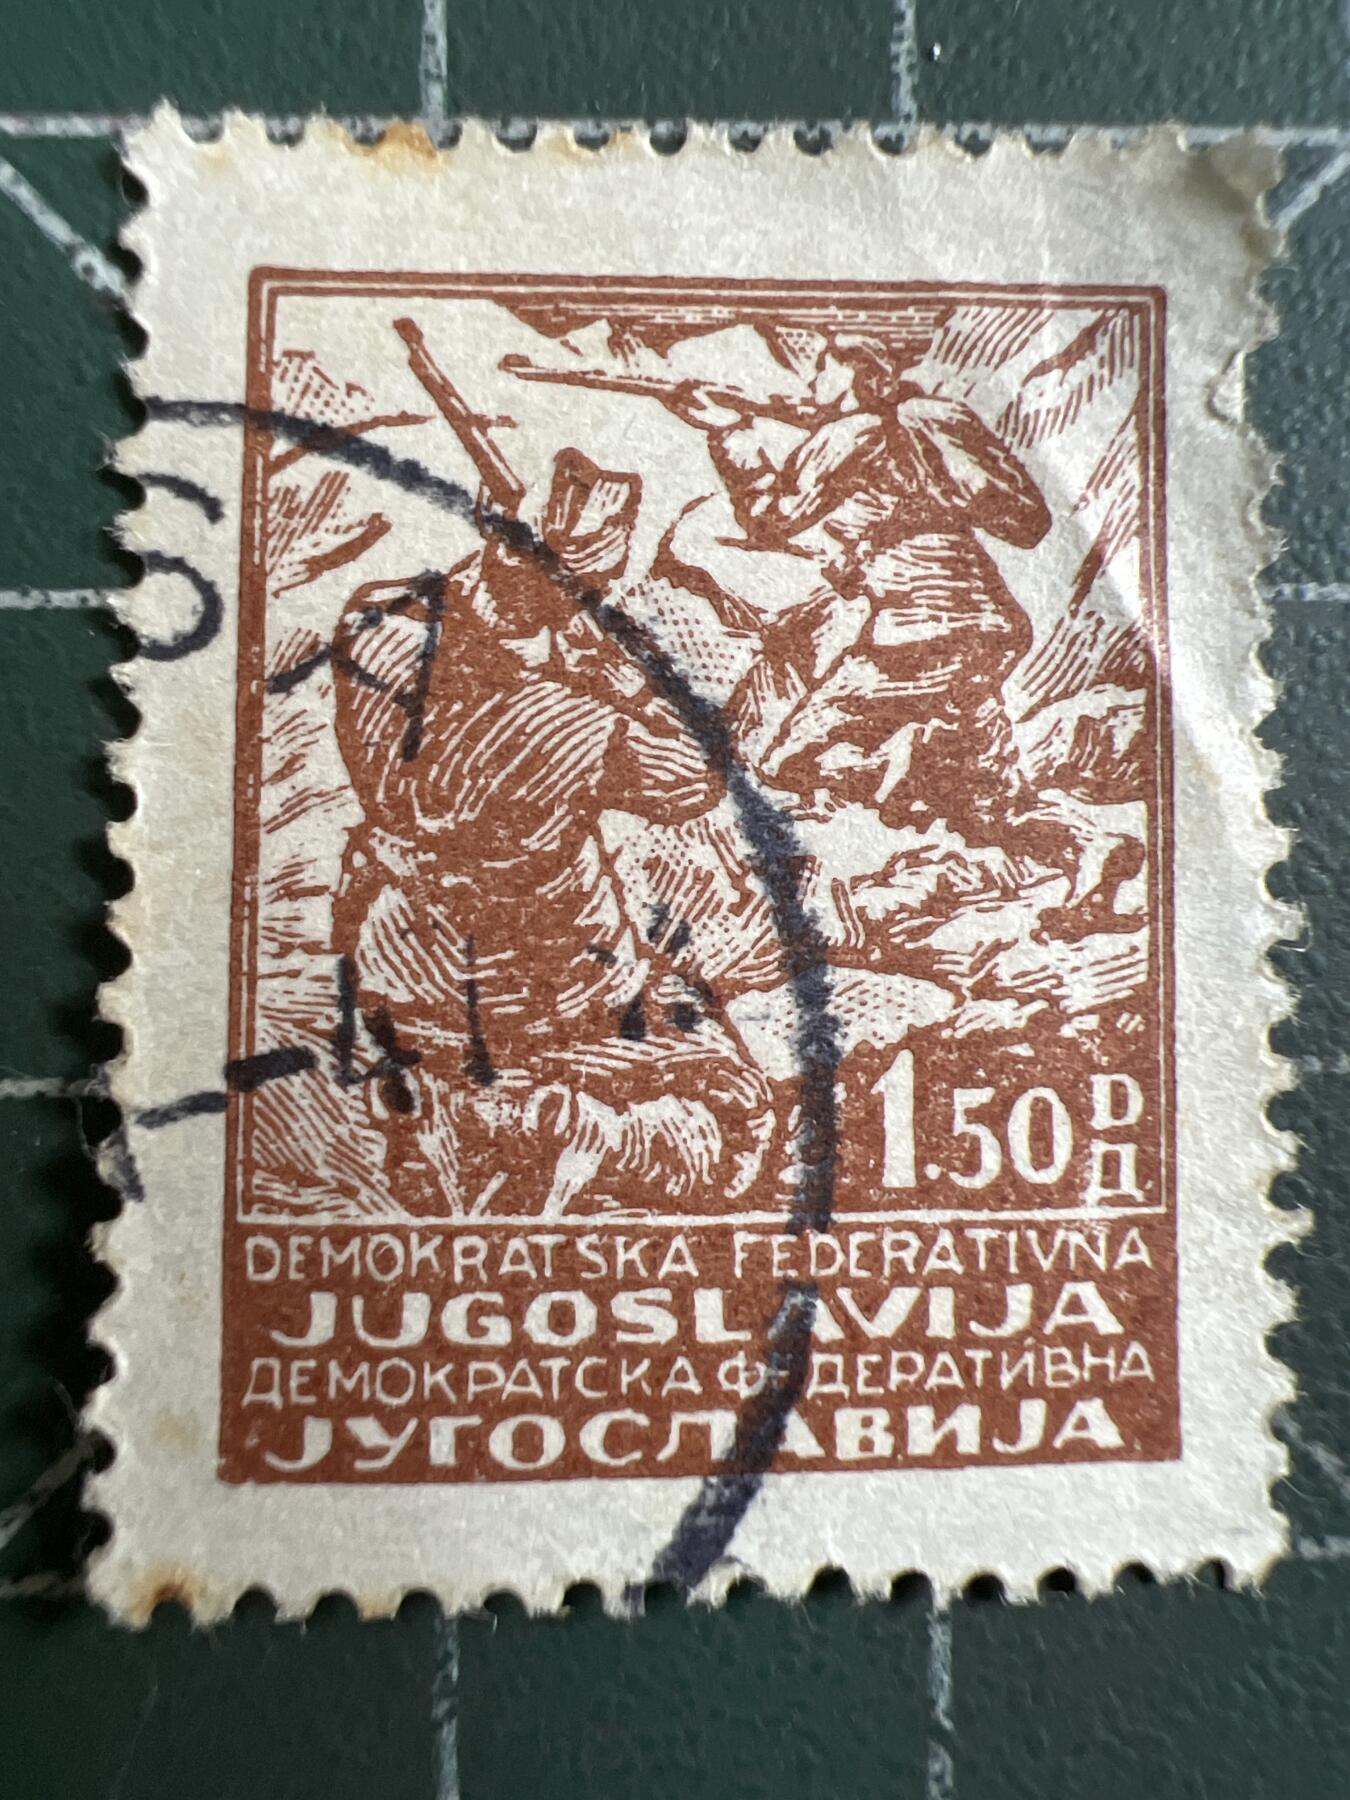 1.50 D
Д
DEMOKRATSKA FEDERATIVNA
JUGOSLAVIJA
ДЕМОКРАТСКА ФЕДЕРАТИВНА
ЈУГОСЛАВИЈА